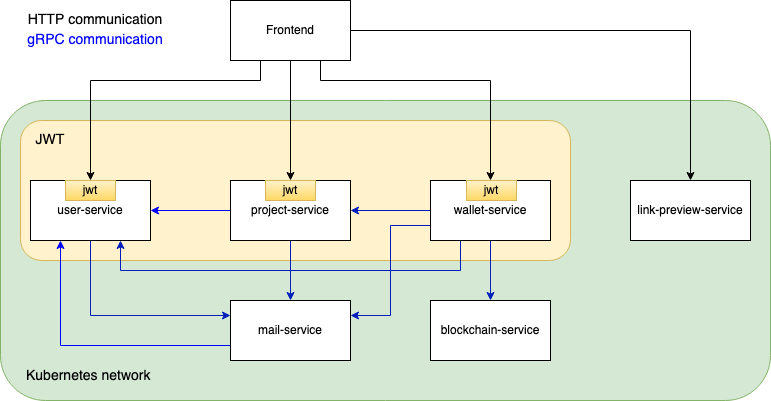 HTTP communication
gRPC communication
Frontend
JWT
jwt
jwt
jwt
user-service
project-service
wallet-service
link-preview-service
mail-service
blockchain-service
Kubernetes network